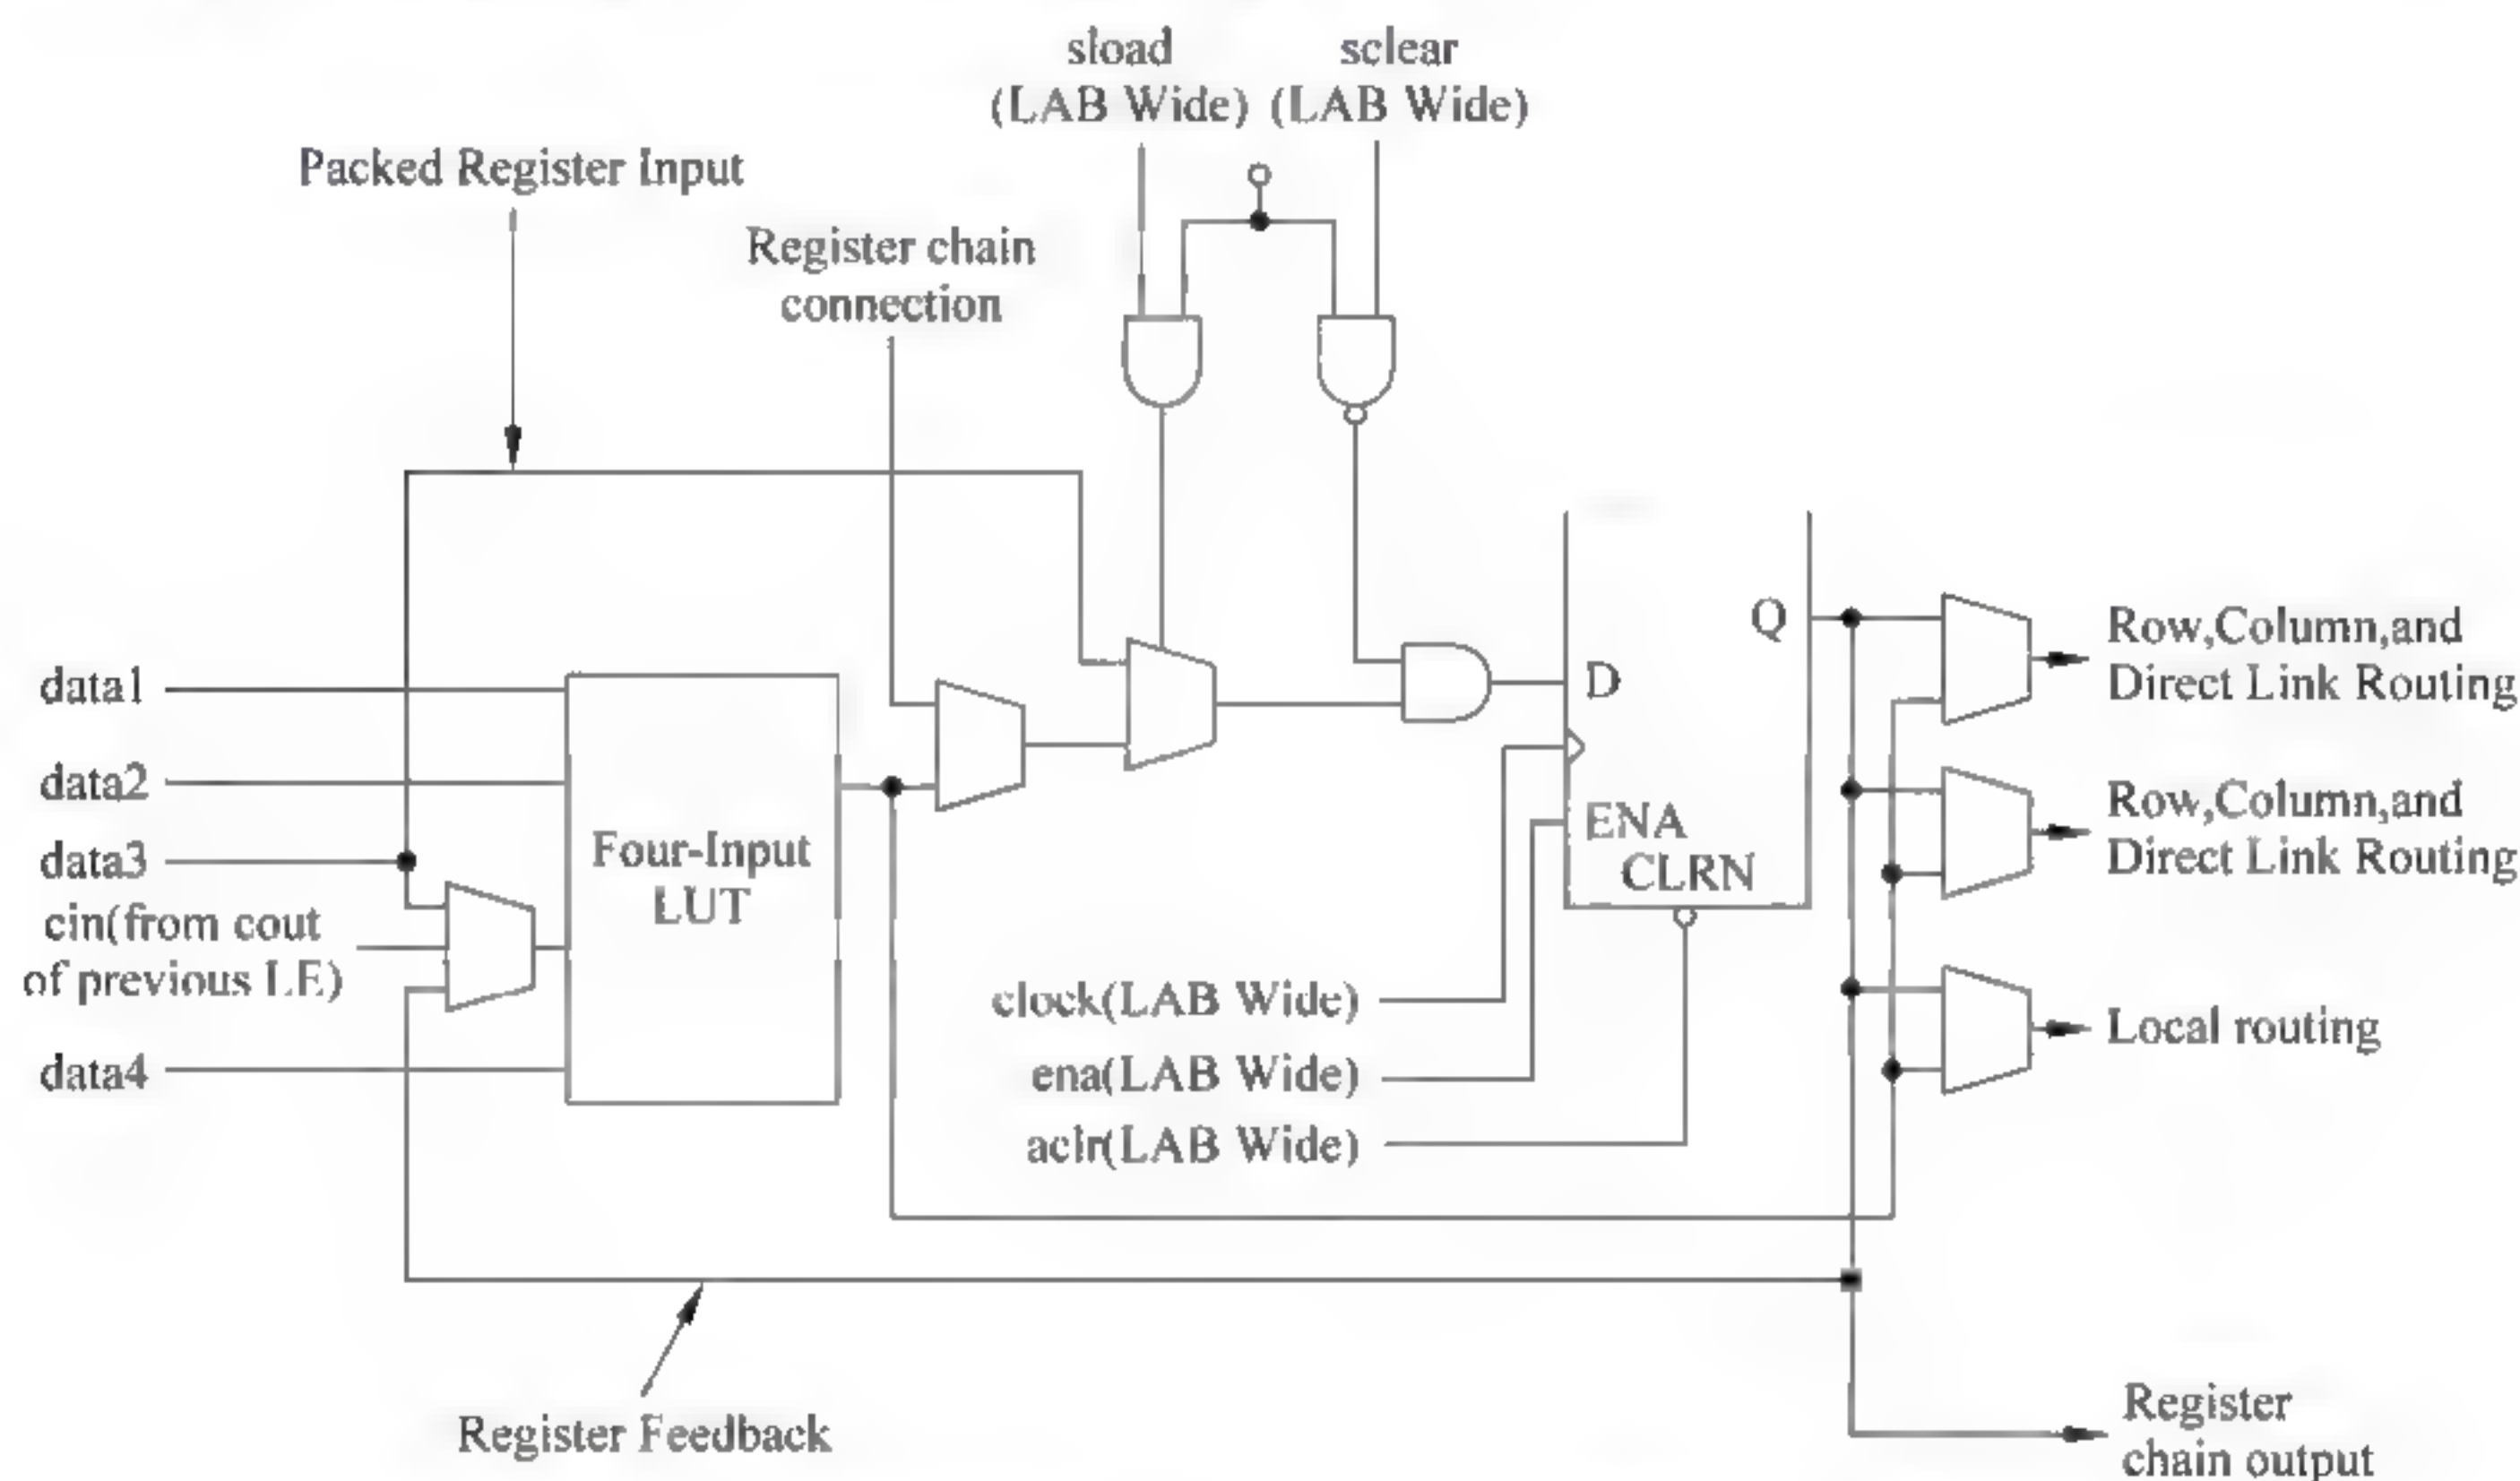 sload
(LAB Wide)
sclear
(LAB Wide)
Packed Register Input
Register chain
connection
data1
data2
data3
cin(from cout
of previous LE)
data4
Four-Input
LUT
D
Q
ENA
CLRN
clock(LAB Wide)
ena(LAB Wide)
aclr(LAB Wide)
Row,Column,and
Direct Link Routing
Row,Column,and
Direct Link Routing
Local routing
Register Feedback
Register
chain output